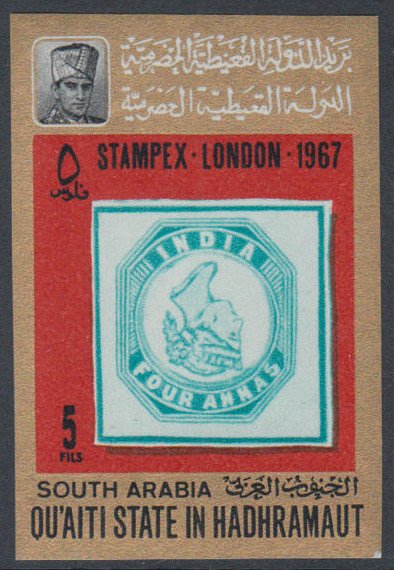 بريد الدولة القعيطية الحضرمية
الدولة القعيطية الحضرمية
٥ STAMPEX · LONDON · 1967
فلوس
INDIA
FOUR ANNAS
5
FILS
SOUTH ARABIA الجنوب العربي
QU'AITI STATE IN HADHRAMAUT